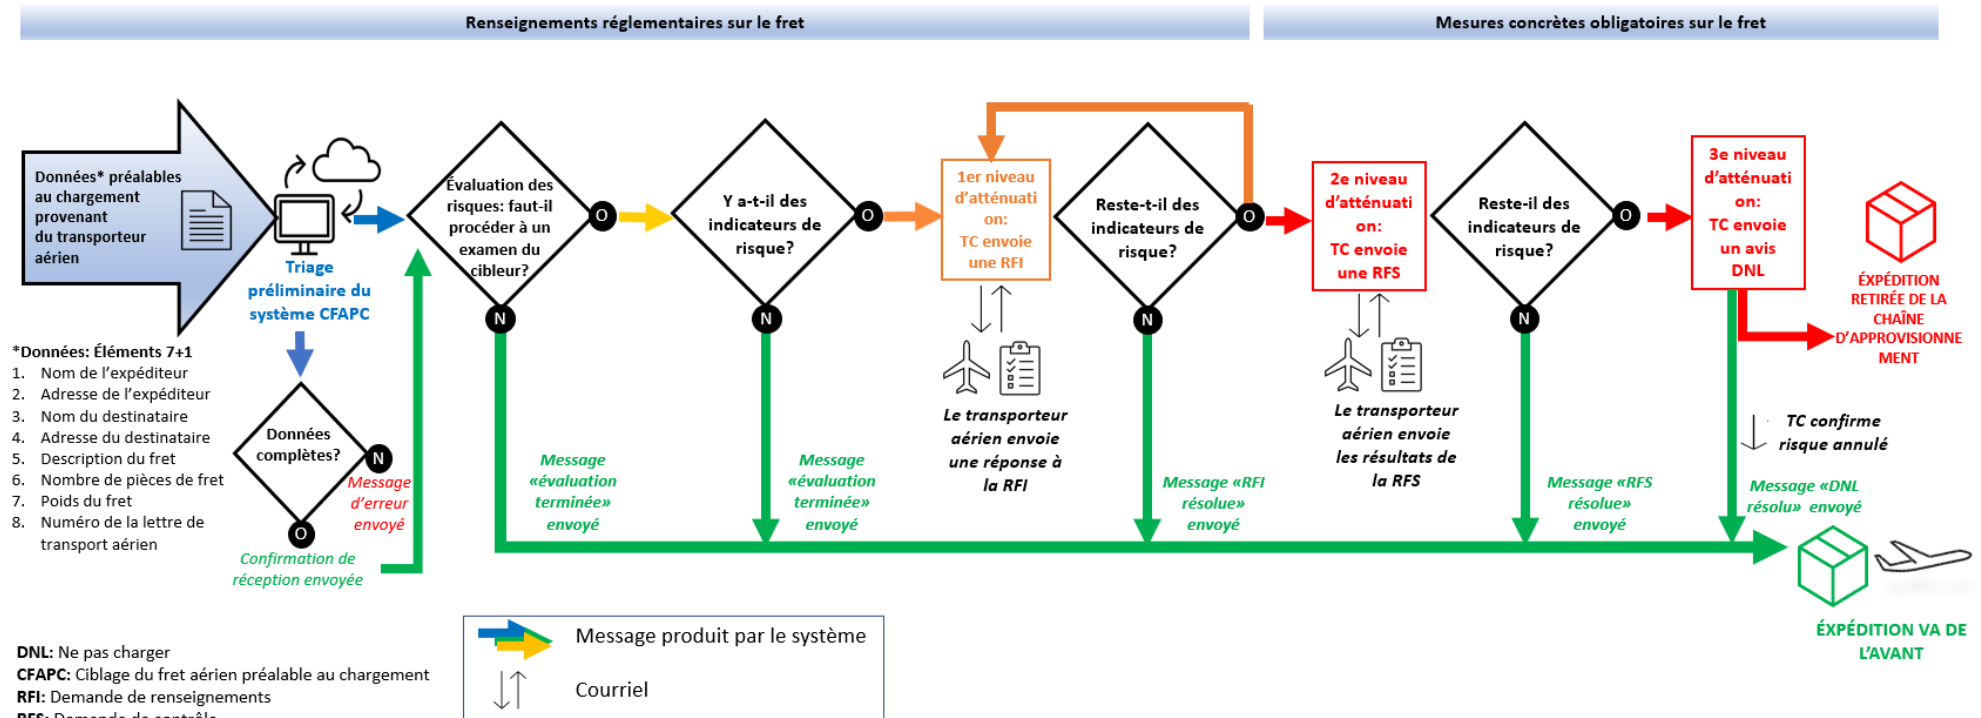 Renseignements réglementaires sur le fret
Mesures concrètes obligatoires sur le fret
Données* préalables
au chargement
provenant
du transporteur
aérien
Triage
préliminaire du
système CFAPC
Données
complètes?
N
Message
d'erreur
envoyé
O
Confirmation de
réception envoyée
*Données: Éléments 7+1
1. Nom de l'expéditeur
2. Adresse de l'expéditeur
3. Nom du destinataire
4. Adresse du destinataire
5. Description du fret
6. Nombre de pièces de fret
7. Poids du fret
8. Numéro de la lettre de
transport aérien
Évaluation des
risques: faut-il
procéder à un
examen du
cibleur?
O
N
Message
«évaluation
terminée»
envoyé
Y a-t-il des
indicateurs de
risque?
O
N
Message
«évaluation
terminée»
envoyé
1er niveau
d'atténuati
on:
TC envoie
une RFI
Le transporteur
aérien envoie
une réponse à
la RFI
Reste-t-il des
indicateurs de
risque?
O
N
Message «RFI
résolue»
envoyé
2e niveau
d'atténuati
on:
TC envoie
une RFS
Le transporteur
aérien envoie
les résultats de
la RFS
Reste-il des
indicateurs de
risque?
O
N
Message «RFS
résolue»
envoyé
3e niveau
d'atténuati
on:
TC envoie
un avis
DNL
ÉXPÉDITION
RETIRÉE DE LA
CHAÎNE
D'APPROVISIONNE
MENT
TC confirme
risque annulé
Message «DNL
résolu» envoyé
ÉXPÉDITION VA DE
L'AVANT
DNL: Ne pas charger
CFAPC: Ciblage du fret aérien préalable au chargement
RFI: Demande de renseignements
RFS: Demande de contrôle
Message produit par le système
Courriel